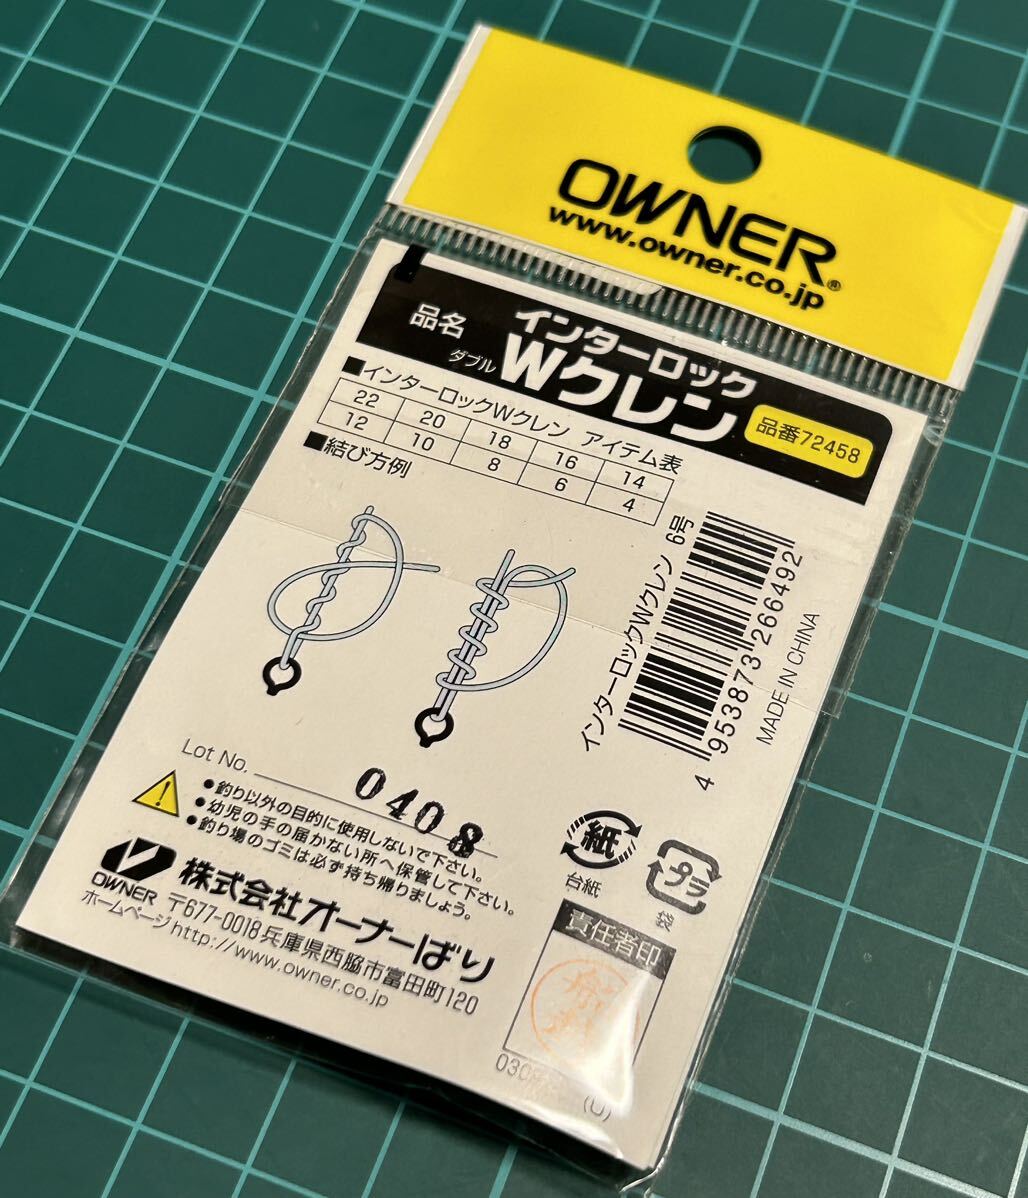 OWNER®
www.owner.co.jp
品名
インターロック
ダブル
Wクレン
品番72458
■インターロックWクレン アイテム表
22 20 18 16 14
12 10 8 6 4
■結び方例
インターロックWクレン 6号
4 953873 266492
MADE IN CHINA
Lot No.
0408
●釣り以外の目的に使用しないで下さい。
●幼児の手の届かない所へ保管して下さい。
●釣り場のゴミは必ず持ち帰りましょう。
紙
台紙
プラ
袋
OWNER
株式会社オーナーばり
〒677-0018兵庫県西脇市富田町120
ホームページhttp://www.owner.co.jp
責任者印
(U)